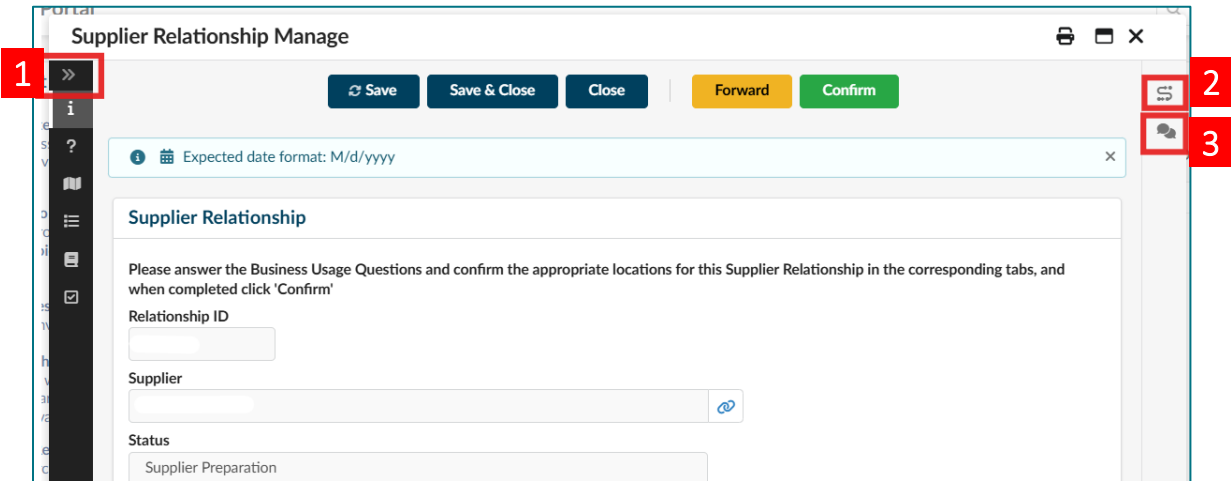 Portal
Supplier Relationship Manage
1
Save
Save & Close
Close
Forward
Confirm
2
3
Expected date format: M/d/yyyy
Supplier Relationship
Please answer the Business Usage Questions and confirm the appropriate locations for this Supplier Relationship in the corresponding tabs, and
when completed click 'Confirm'
Relationship ID
Supplier
Status
Supplier Preparation